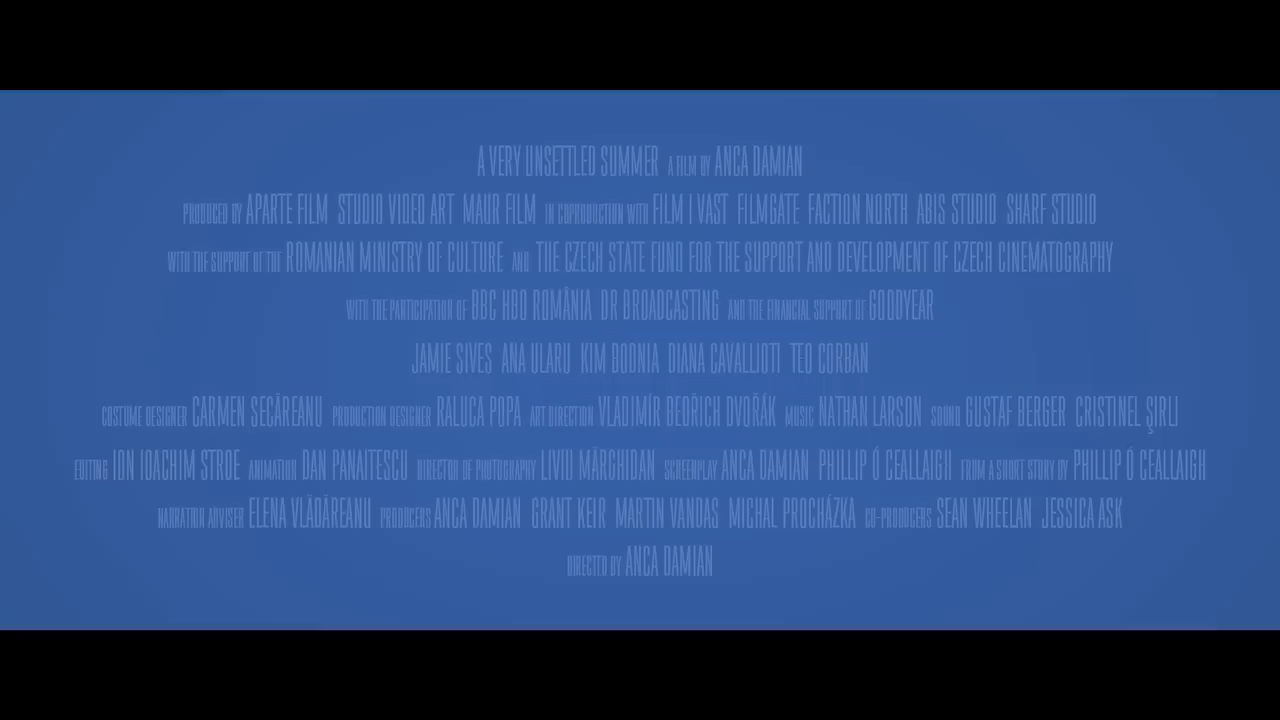 A VERY UNSETTLED SUMMER A FILM BY ANCA DAMIAN
PRODUCED BY APARTE FILM STUDIO VIDEO ART MAUR FILM IN COPRODUCTION WITH FILM I VAST FILMGATE FACTION NORTH ABIS STUDIO SHARF STUDIO
WITH THE SUPPORT OF THE ROMANIAN MINISTRY OF CULTURE AND THE CZECH STATE FUND FOR THE SUPPORT AND DEVELOPMENT OF CZECH CINEMATOGRAPHY
WITH THE PARTICIPATION OF BBC HBO ROMÂNIA DR BROADCASTING AND THE FINANCIAL SUPPORT OF GOODYEAR
JAMIE SIVES ANA ULARU KIM BODNIA DIANA CAVALLIOTI TEO CORBAN
COSTUME DESIGNER CARMEN SECĂREANU PRODUCTION DESIGNER RALUCA POPA ART DIRECTION VLADIMÍR BEDŘICH DVOŘÁK MUSIC NATHAN LARSON SOUND GUSTAF BERGER CRISTINEL ŞIRLI
EDITING ION IOACHIM STROE ANIMATION DAN PANAITESCU DIRECTOR OF PHOTOGRAPHY LIVIU MĂRGHIDAN SCREENPLAY ANCA DAMIAN PHILLIP Ó CEALLAIGH FROM A SHORT STORY BY PHILLIP Ó CEALLAIGH
NARRATION ADVISER ELENA VLĂDĂREANU PRODUCERS ANCA DAMIAN GRANT KEIR MARTIN VANDAS MICHAL PROCHÁZKA CO-PRODUCERS SEAN WHEELAN JESSICA ASK
DIRECTED BY ANCA DAMIAN